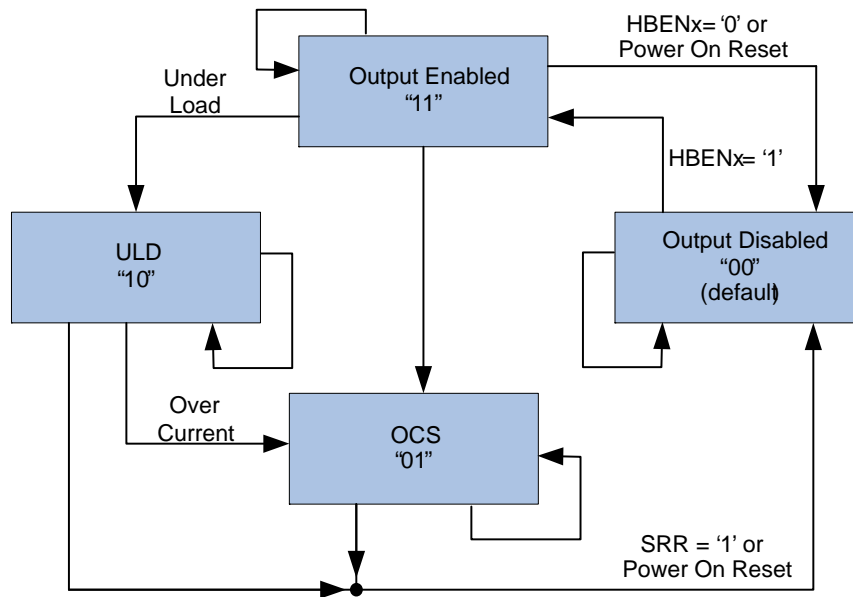 HBENx= ‘0’ or
Power On Reset
Output Enabled
“11”
Under
Load
HBENx= ‘1’
ULD
“10”
Output Disabled
“00”
(default)
Over
Current
OCS
“01”
SRR = ‘1’ or
Power On Reset